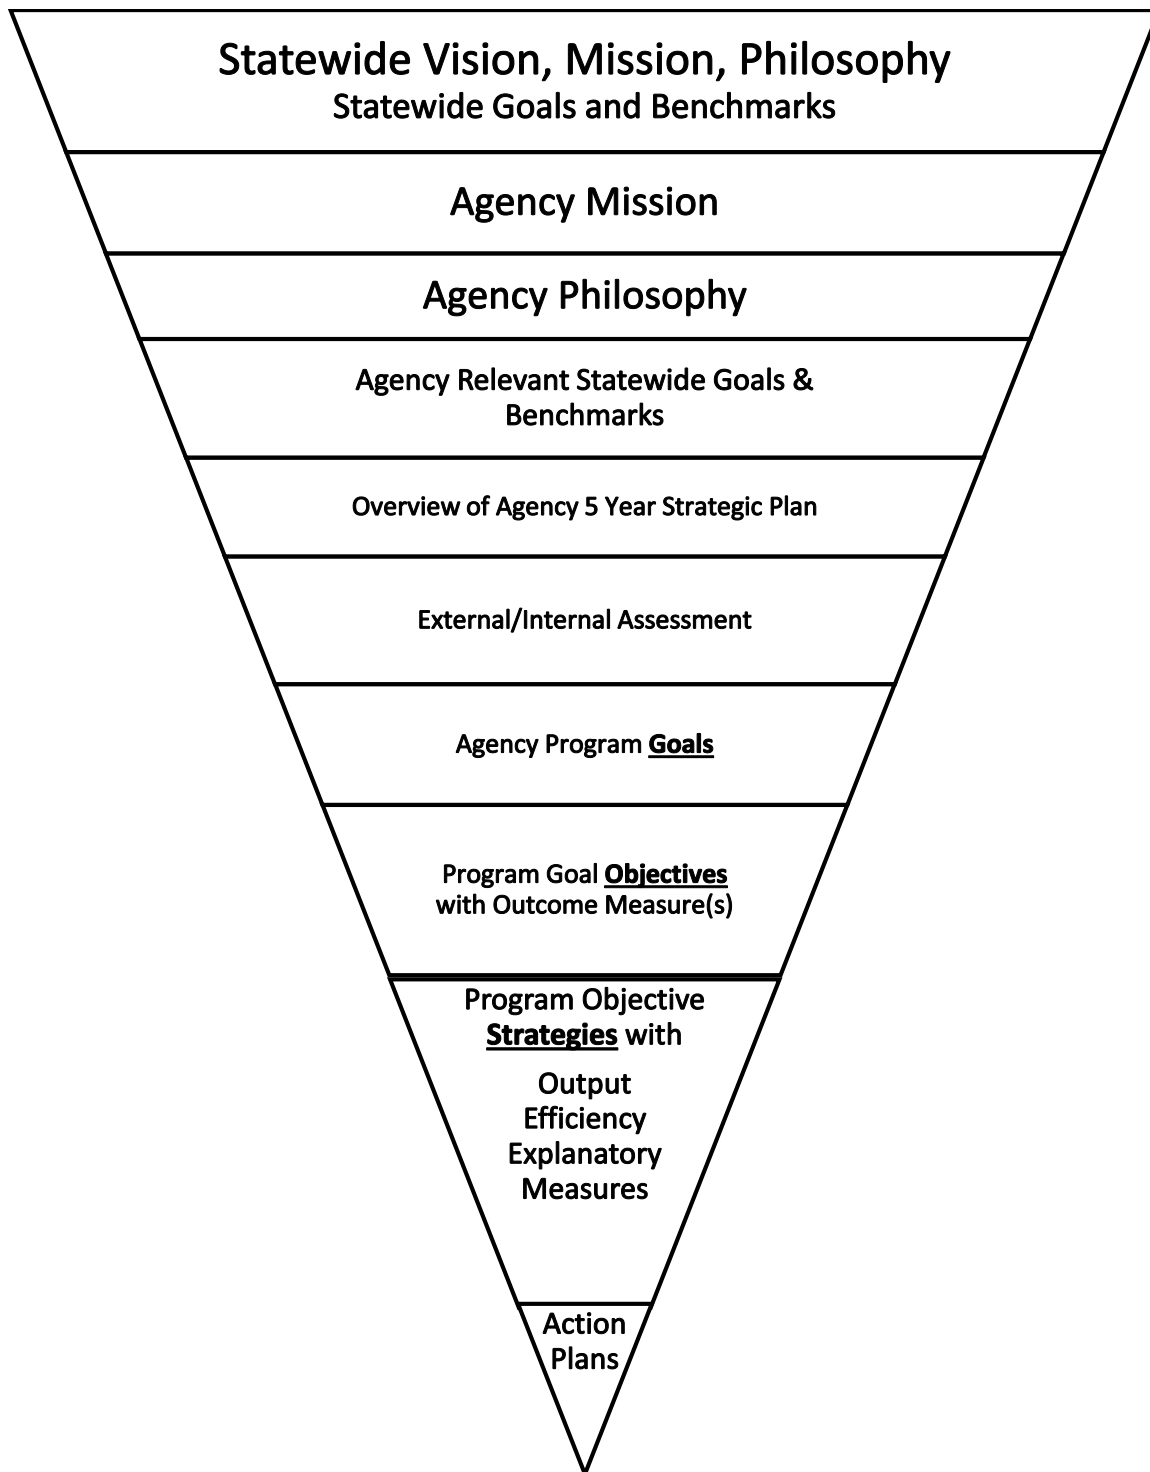 Statewide Vision, Mission, Philosophy
Statewide Goals and Benchmarks
Agency Mission
Agency Philosophy
Agency Relevant Statewide Goals &
Benchmarks
Overview of Agency 5 Year Strategic Plan
External/Internal Assessment
Agency Program Goals
Program Goal Objectives
with Outcome Measure(s)
Program Objective
Strategies with
Output
Efficiency
Explanatory
Measures
Action
Plans